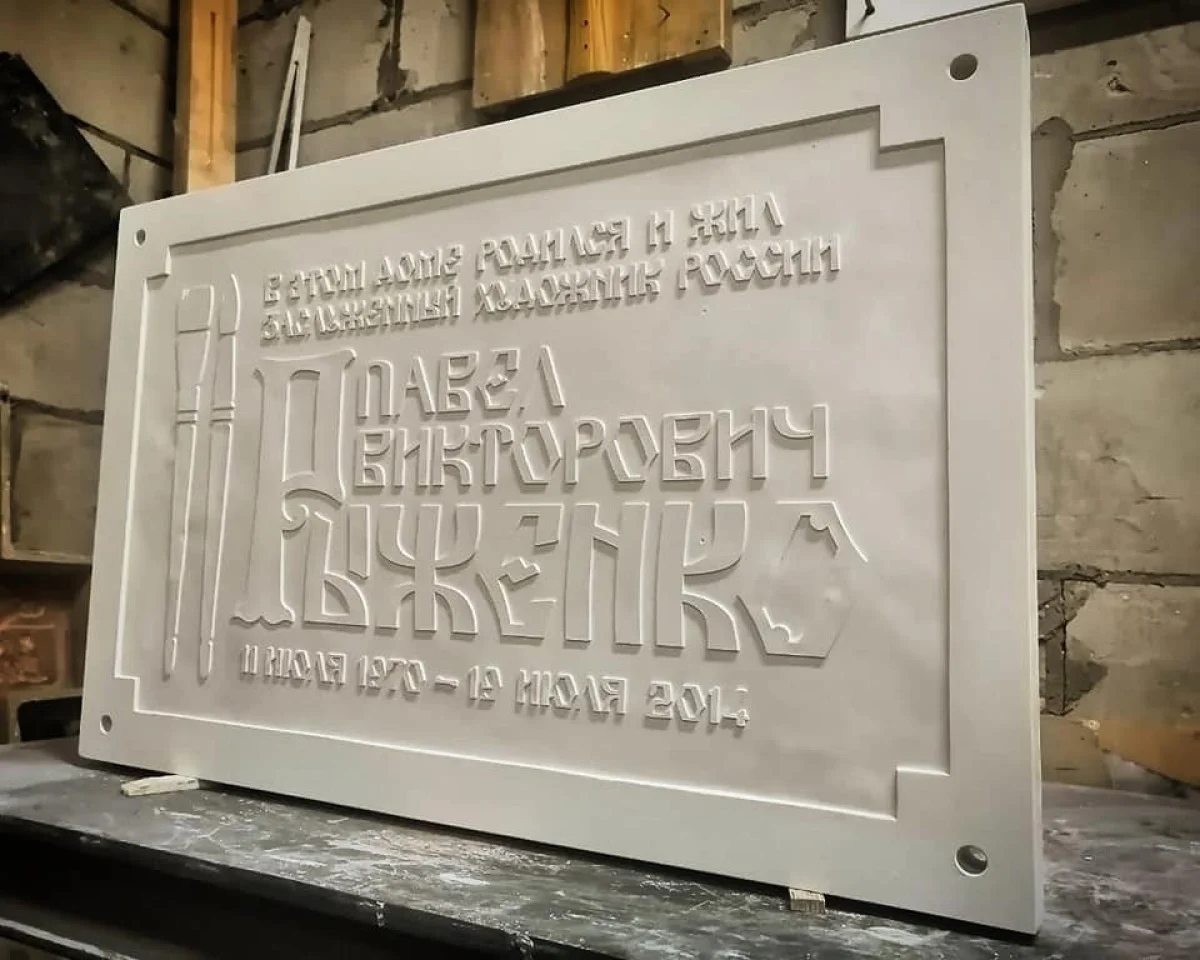 В ЭТОМ ДОМЕ РОДИЛСЯ И ЖИЛ
ЗАСЛУЖЕННЫЙ ХУДОЖНИК РОССИИ
ПАВЕЛ
ВИКТОРОВИЧ
РЫЖЕНКО
11 ИЮЛЯ 1970 – 19 ИЮЛЯ 2014